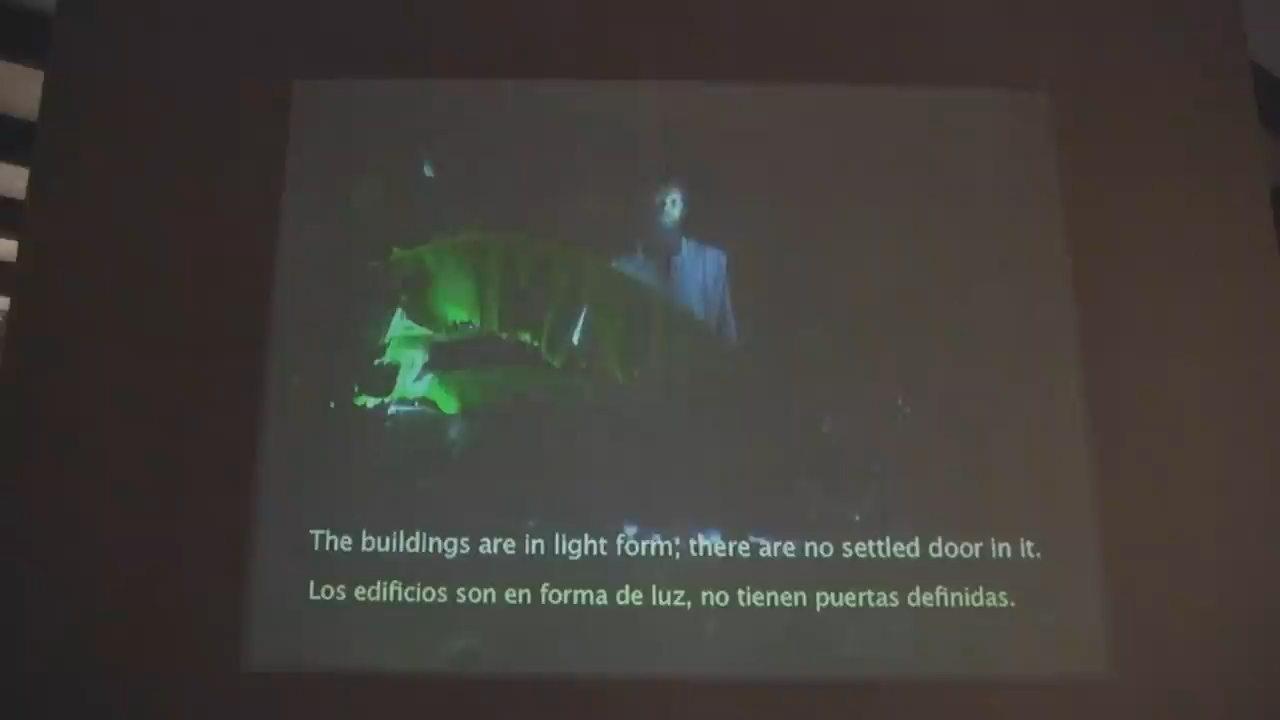 The buildings are in light form; there are no settled door in it.
Los edificios son en forma de luz, no tienen puertas definidas.